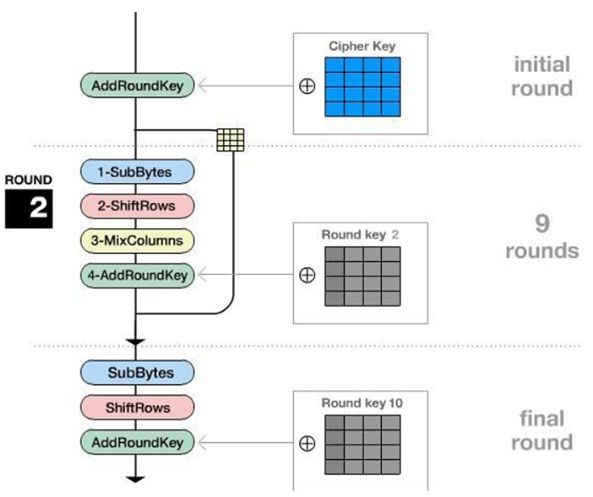 Cipher Key
AddRoundKey
⊕
initial
round
ROUND
2
1-SubBytes
2-ShiftRows
3-MixColumns
4-AddRoundKey
Round key 2
⊕
9
rounds
SubBytes
ShiftRows
AddRoundKey
Round key 10
⊕
final
round